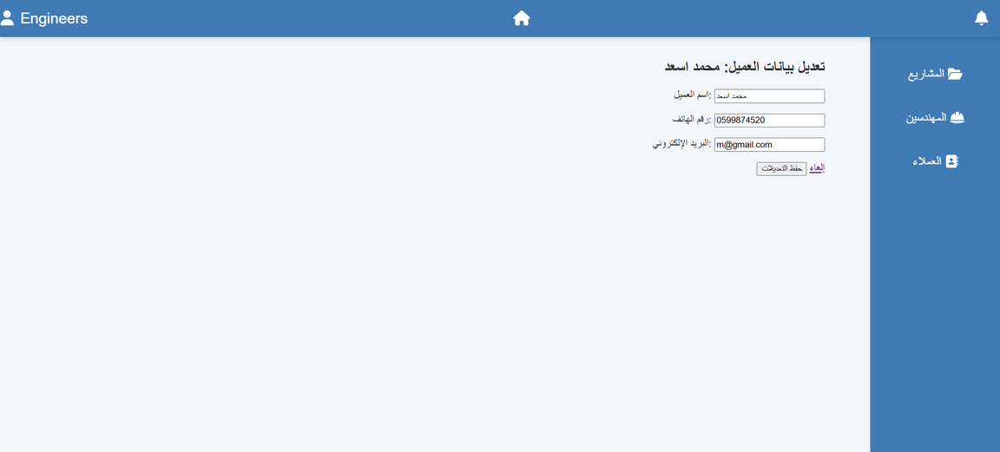 Engineers
المشاريع
المهندسين
العملاء
تعديل بيانات العميل: محمد اسعد
اسم العميل: محمد اسعد
رقم الهاتف: 0599874520
البريد الإلكتروني: m@gmail.com
إلغاء حفظ التعديلات